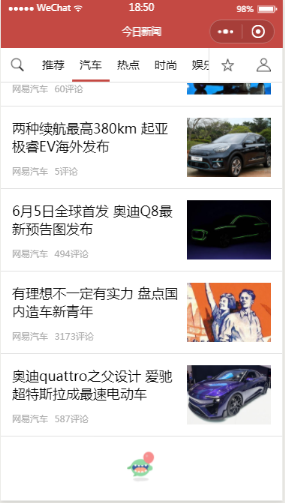 WeChat 18:50 98%
今日新闻
推荐 汽车 热点 时尚 娱乐
网易汽车 60评论
两种续航最高380km 起亚
极睿EV海外发布
网易汽车 5评论
6月5日全球首发 奥迪Q8最
新预告图发布
网易汽车 494评论
有理想不一定有实力 盘点国
内造车新青年
网易汽车 3173评论
奥迪quattro之父设计 爱驰
超特斯拉成最速电动车
网易汽车 587评论